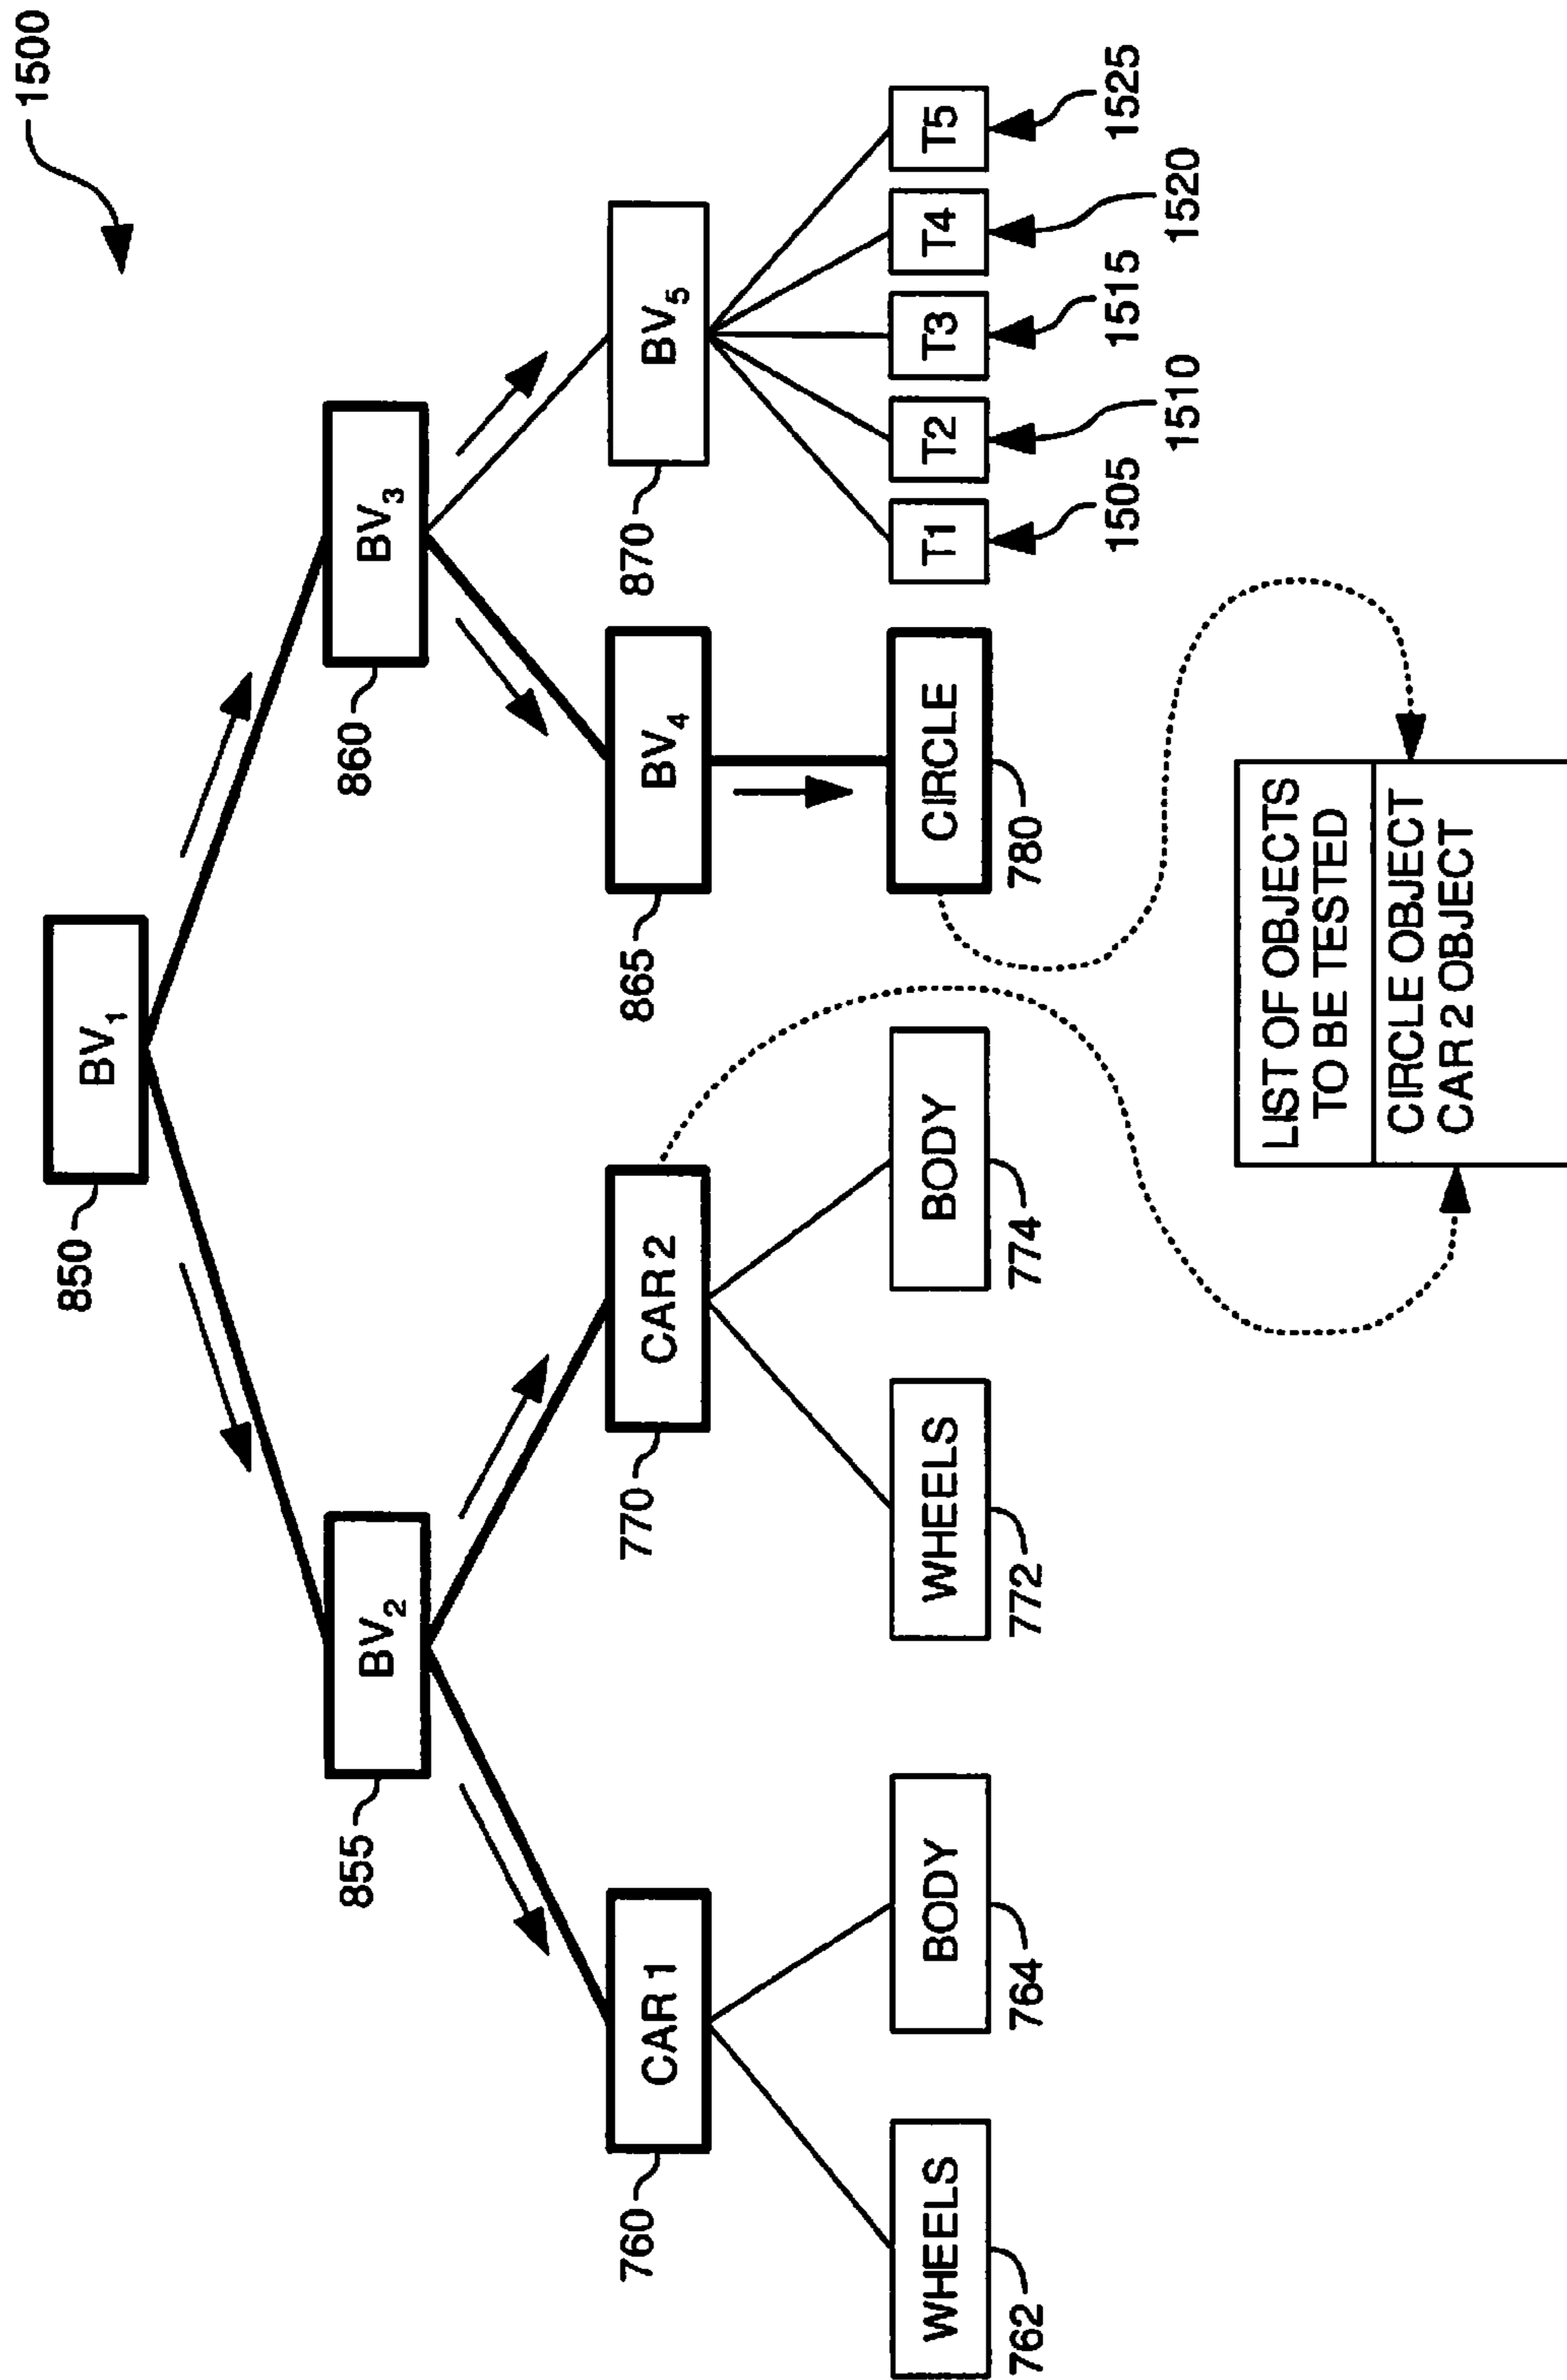 1500
BV1
850
BV2
855
BV3
860
CAR 1
760
CAR 2
770
BV4
865
BV5
870
WHEELS
762
BODY
764
WHEELS
772
BODY
774
CIRCLE
780
T1
T2
T3
T4
T5
1505
1510
1515
1520
1525
LIST OF OBJECTS
TO BE TESTED
CIRCLE OBJECT
CAR 2 OBJECT